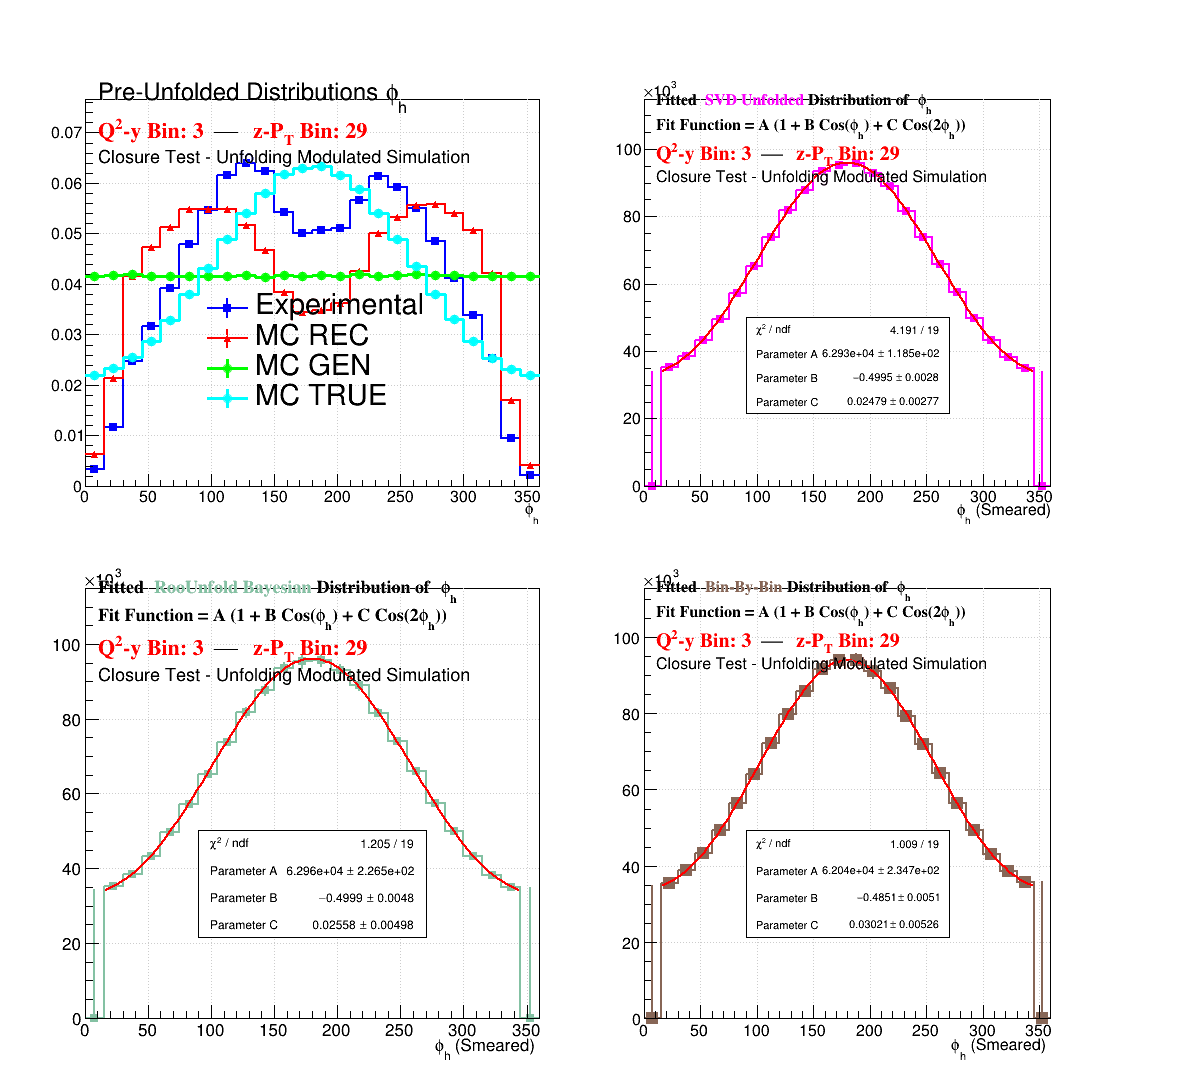 Pre-Unfolded Distributions ϕh
Q²-y Bin: 3 — z-PT Bin: 29
Closure Test - Unfolding Modulated Simulation
0.07
0.06
0.05
0.04
0.03
0.02
0.01
0
Experimental
MC REC
MC GEN
MC TRUE
0 50 100 150 200 250 300 350
ϕh
×10³
Fitted SVD Unfolded Distribution of ϕh
Fit Function = A (1 + B Cos(ϕh) + C Cos(2ϕh))
Q²-y Bin: 3 — z-PT Bin: 29
Closure Test - Unfolding Modulated Simulation
100
80
60
40
20
0
χ² / ndf 4.191 / 19
Parameter A 6.293e+04 ± 1.185e+02
Parameter B −0.4995 ± 0.0028
Parameter C 0.02479 ± 0.00277
0 50 100 150 200 250 300 350
ϕh (Smeared)
×10³
Fitted RooUnfold Bayesian Distribution of ϕh
Fit Function = A (1 + B Cos(ϕh) + C Cos(2ϕh))
Q²-y Bin: 3 — z-PT Bin: 29
Closure Test - Unfolding Modulated Simulation
100
80
60
40
20
0
χ² / ndf 1.205 / 19
Parameter A 6.296e+04 ± 2.265e+02
Parameter B −0.4999 ± 0.0048
Parameter C 0.02558 ± 0.00498
0 50 100 150 200 250 300 350
ϕh (Smeared)
×10³
Fitted Bin-By-Bin Distribution of ϕh
Fit Function = A (1 + B Cos(ϕh) + C Cos(2ϕh))
Q²-y Bin: 3 — z-PT Bin: 29
Closure Test - Unfolding Modulated Simulation
100
80
60
40
20
0
χ² / ndf 1.009 / 19
Parameter A 6.204e+04 ± 2.347e+02
Parameter B −0.4851 ± 0.0051
Parameter C 0.03021 ± 0.00526
0 50 100 150 200 250 300 350
ϕh (Smeared)